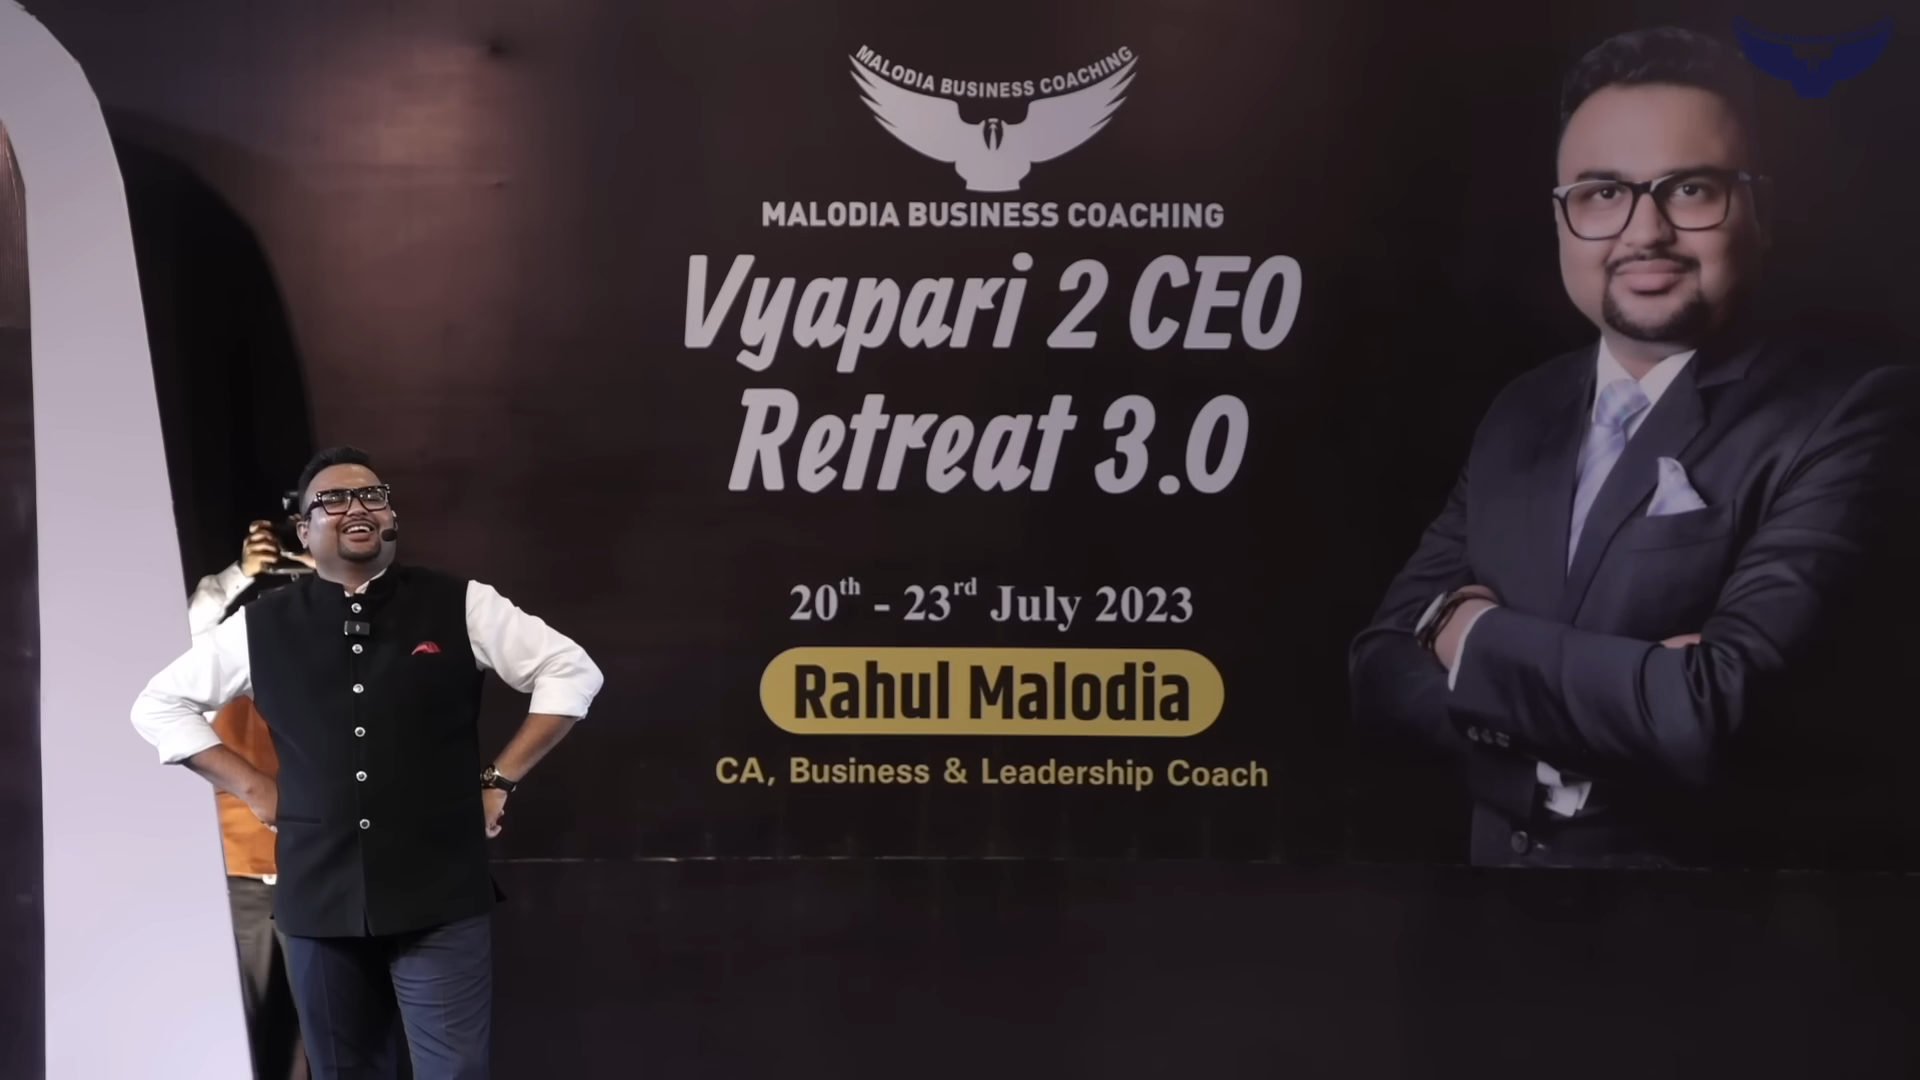 MALODIA BUSINESS COACHING
MALODIA BUSINESS COACHING
Vyapari 2 CEO
Retreat 3.0
20th - 23rd July 2023
Rahul Malodia
CA, Business & Leadership Coach